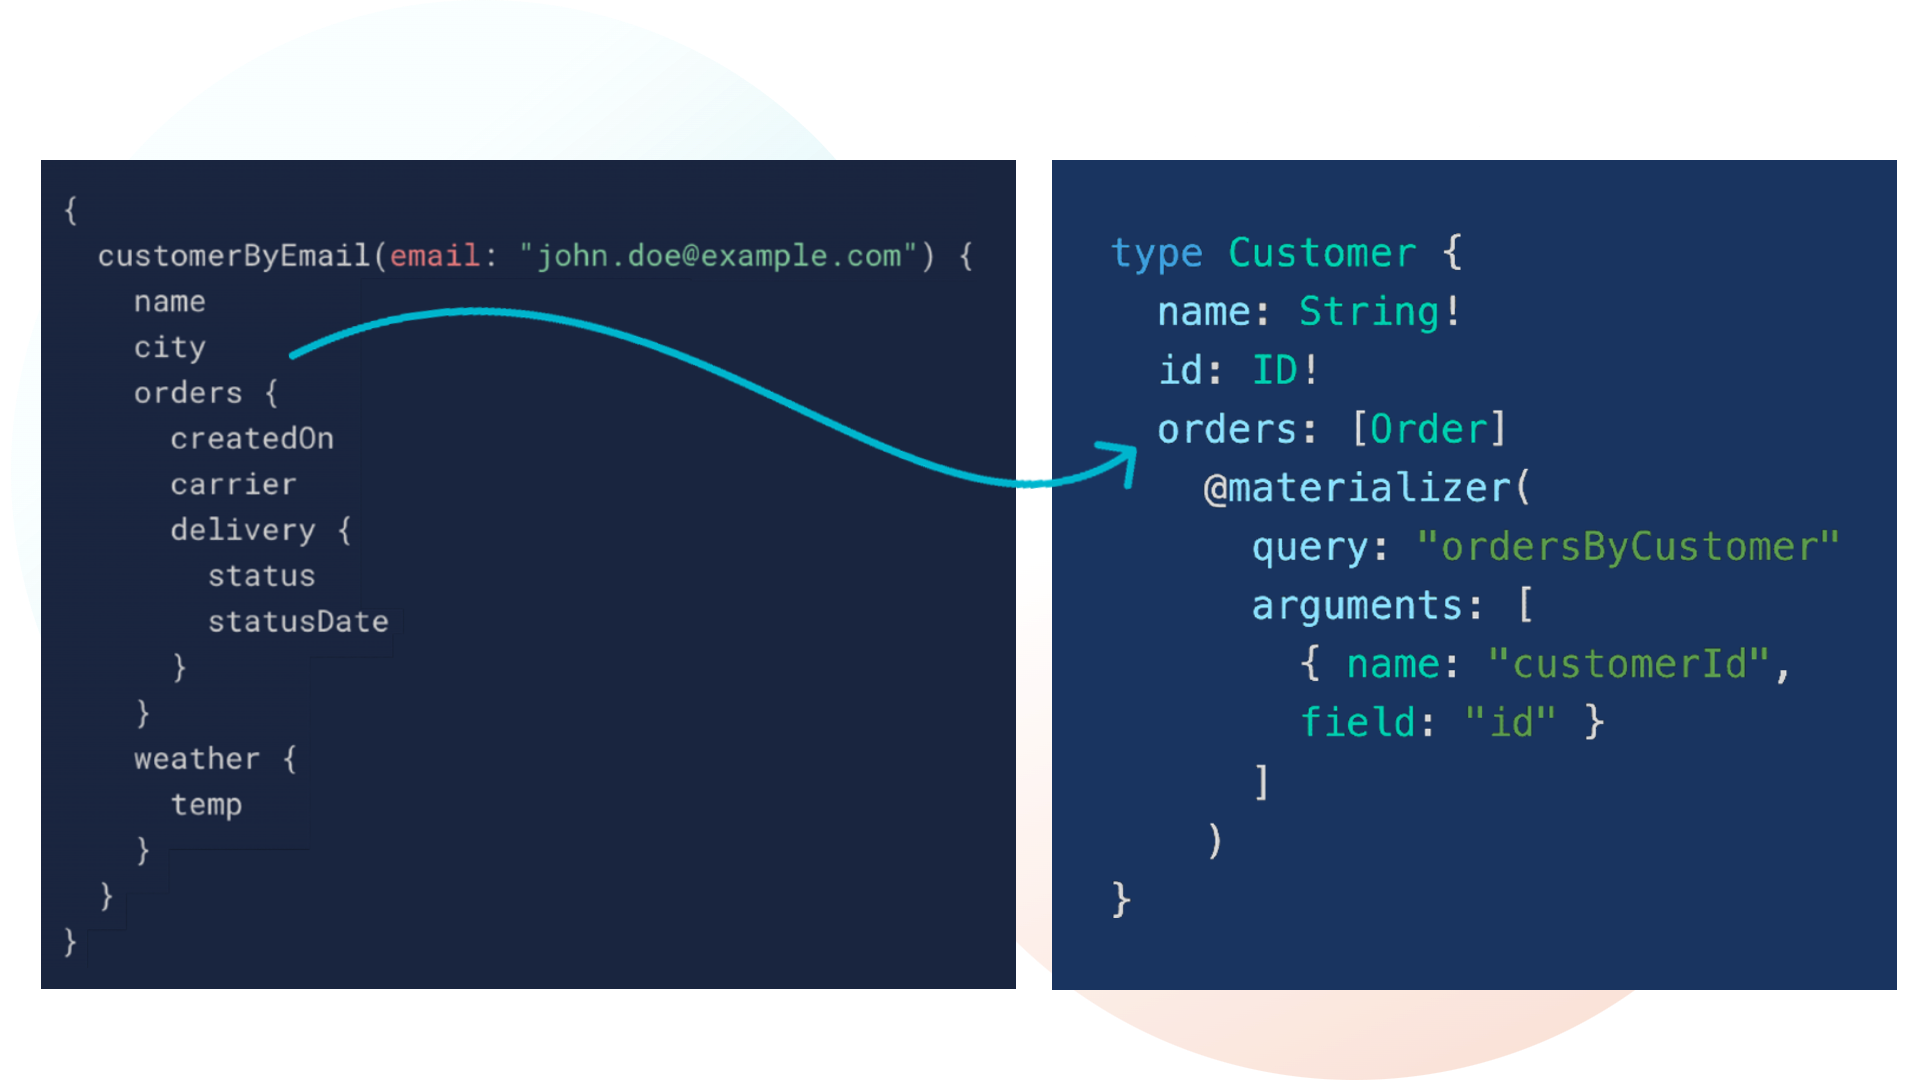 {
  customerByEmail(email: "john.doe@example.com") {
    name
    city
    orders {
      createdOn
      carrier
      delivery {
        status
        statusDate
      }
    }
    weather {
      temp
    }
  }
}
type Customer {
  name: String!
  id: ID!
  orders: [Order]
    @materializer(
      query: "ordersByCustomer"
      arguments: [
        { name: "customerId",
        field: "id" }
      ]
    )
}